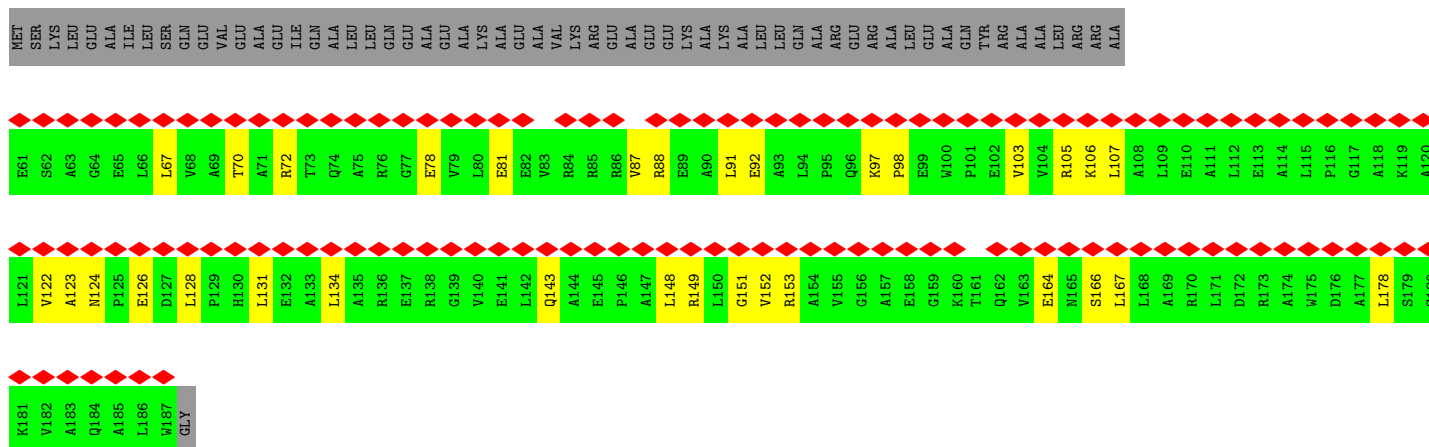 MET SER LYS LEU GLU ALA ILE LEU SER GLN GLU VAL GLU ALA GLU ILE GLN ALA LEU LEU GLN GLU ALA GLU ALA LYS ALA GLU ALA VAL LYS ARG GLU ALA GLU GLU LYS ALA LYS ALA LEU LEU GLN ALA ARG GLU ARG ALA LEU GLU ALA GLN TYR ARG ALA ALA LEU ARG ARG ALA
E61 S62 A63 G64 E65 L66 L67 V68 A69 T70 A71 R72 T73 Q74 A75 R76 G77 E78 V79 L80 E81 E82 V83 R84 R85 R86 V87 R88 E89 A90 L91 E92 A93 L94 P95 Q96 K97 P98 E99 W100 P101 E102 V103 V104 R105 K106 L107 A108 L109 E110 A111 L112 E113 A114 L115 P116 G117 A118 K119 A120
L121 V122 A123 N124 P125 E126 D127 L128 P129 H130 L131 E132 A133 L134 A135 R136 E137 R138 G139 V140 E141 L142 Q143 A144 E145 P146 A147 L148 R149 L150 G151 V152 R153 A154 V155 G156 A157 E158 G159 K160 T161 Q162 V163 E164 N165 S166 L167 L168 A169 R170 L171 D172 R173 A174 W175 D176 A177 L178 S179
K181 V182 A183 Q184 A185 L186 W187 GLY